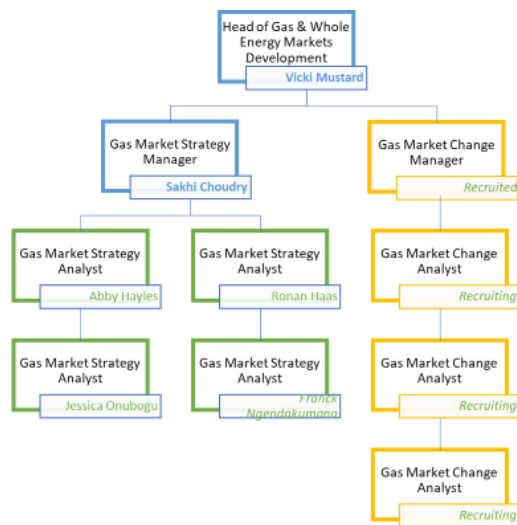 Head of Gas & Whole
Energy Markets
Development
Vicki Mustard
Gas Market Strategy
Manager
Sakhi Choudry
Gas Market Change
Manager
Recruited
Gas Market Strategy
Analyst
Abby Hayles
Gas Market Strategy
Analyst
Ronan Haas
Gas Market Change
Analyst
Recruiting
Gas Market Strategy
Analyst
Jessica Onubogu
Gas Market Strategy
Analyst
Franck
Ngendakumana
Gas Market Change
Analyst
Recruiting
Gas Market Change
Analyst
Recruiting